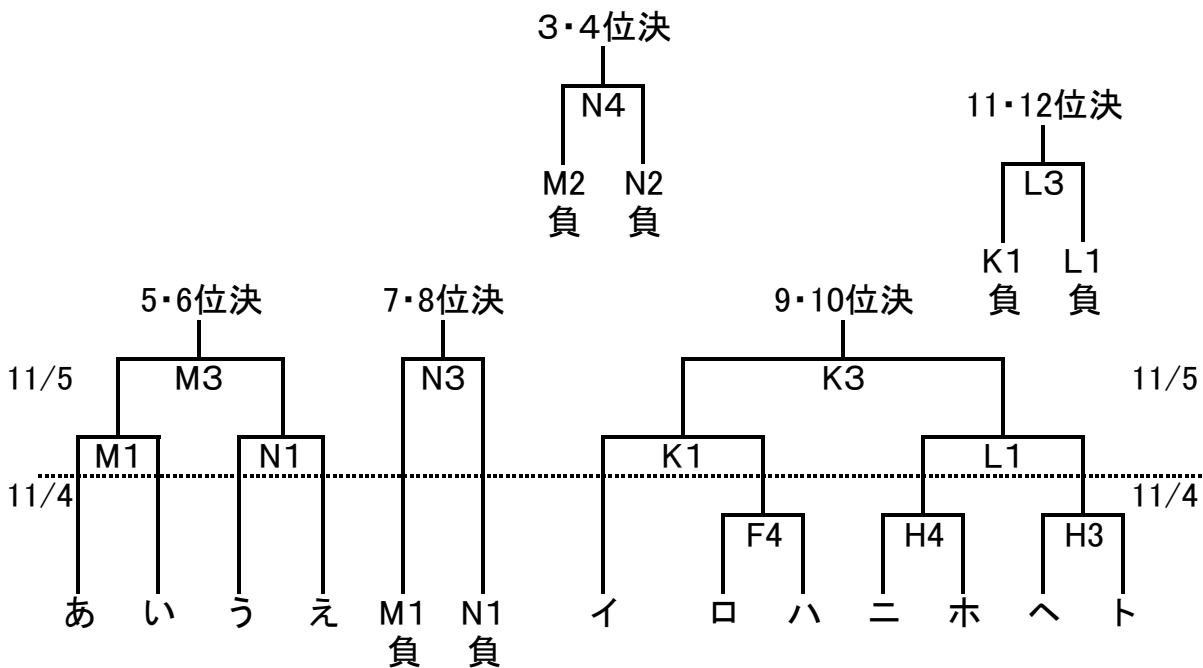 3・4位決
N4
11・12位決
M2 N2
負 負
L3
K1 L1
負 負
5・6位決 7・8位決 9・10位決
11/5 M3 N3 K3 11/5
M1 N1 K1 L1
11/4 11/4
F4 H4 H3
あ い う え M1 N1 イ ロ ハ ニ ホ ヘ ト
負 負